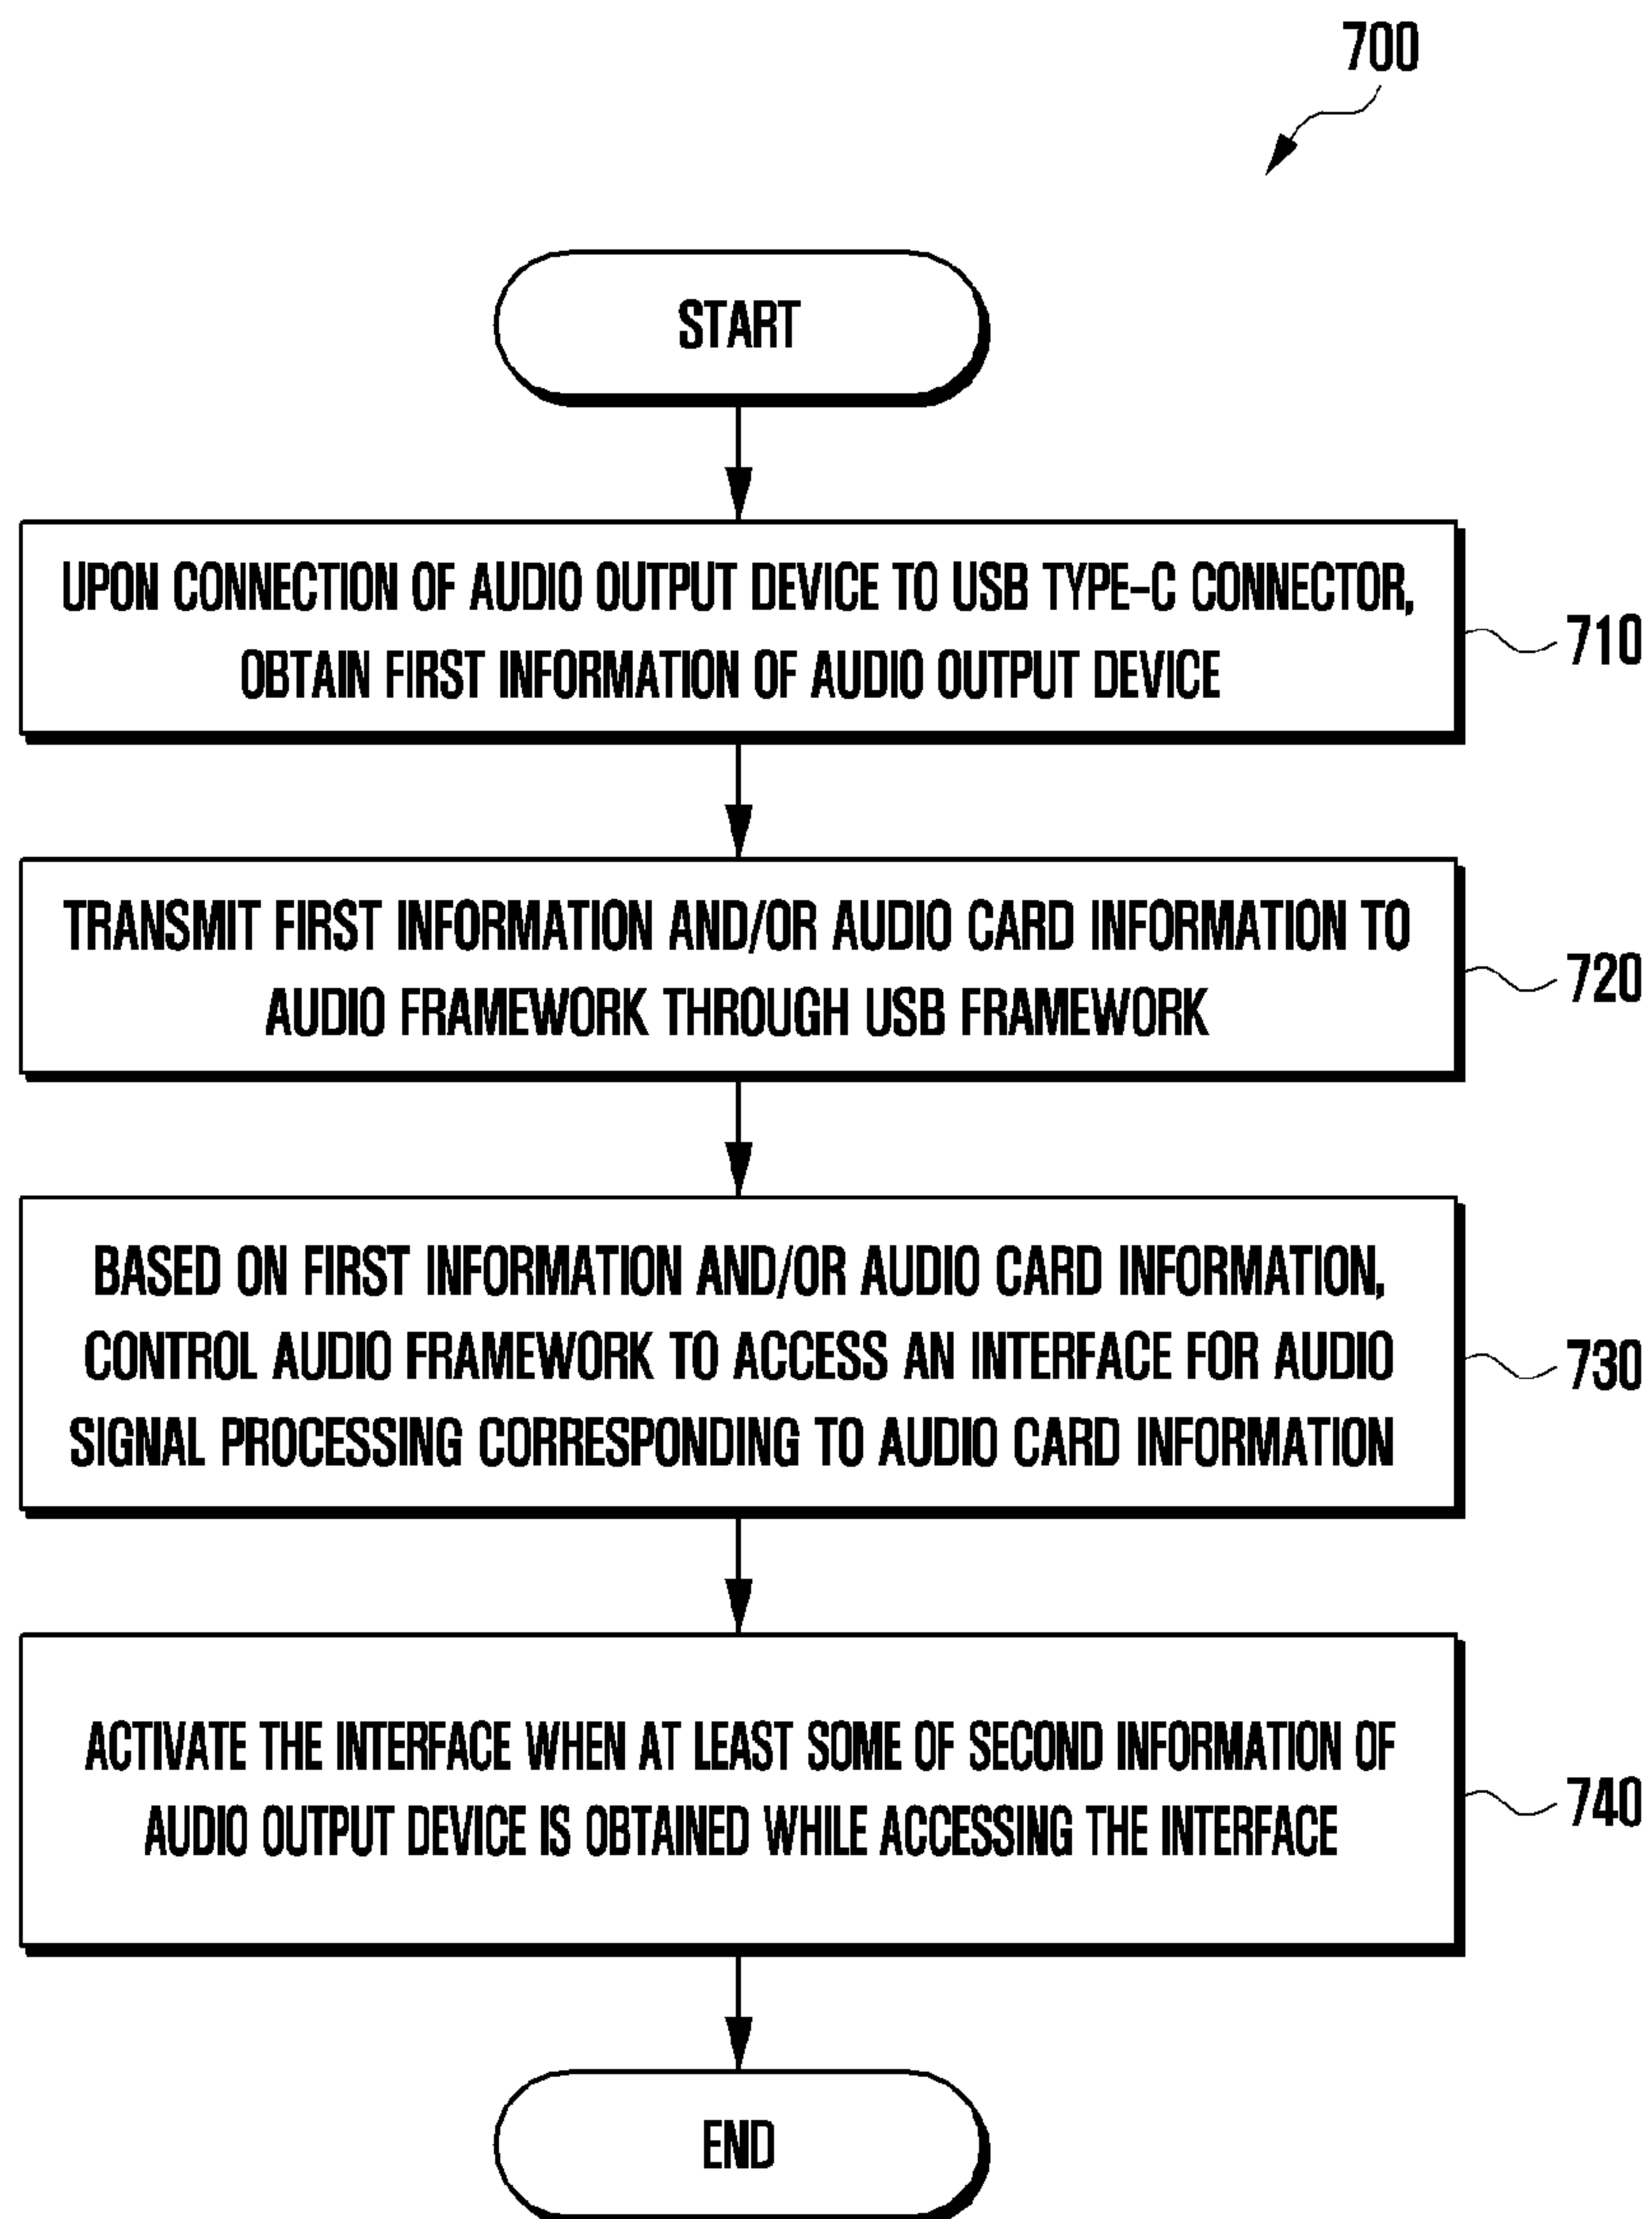 700
START
UPON CONNECTION OF AUDIO OUTPUT DEVICE TO USB TYPE-C CONNECTOR,
OBTAIN FIRST INFORMATION OF AUDIO OUTPUT DEVICE
710
TRANSMIT FIRST INFORMATION AND/OR AUDIO CARD INFORMATION TO
AUDIO FRAMEWORK THROUGH USB FRAMEWORK
720
BASED ON FIRST INFORMATION AND/OR AUDIO CARD INFORMATION,
CONTROL AUDIO FRAMEWORK TO ACCESS AN INTERFACE FOR AUDIO
SIGNAL PROCESSING CORRESPONDING TO AUDIO CARD INFORMATION
730
ACTIVATE THE INTERFACE WHEN AT LEAST SOME OF SECOND INFORMATION OF
AUDIO OUTPUT DEVICE IS OBTAINED WHILE ACCESSING THE INTERFACE
740
END